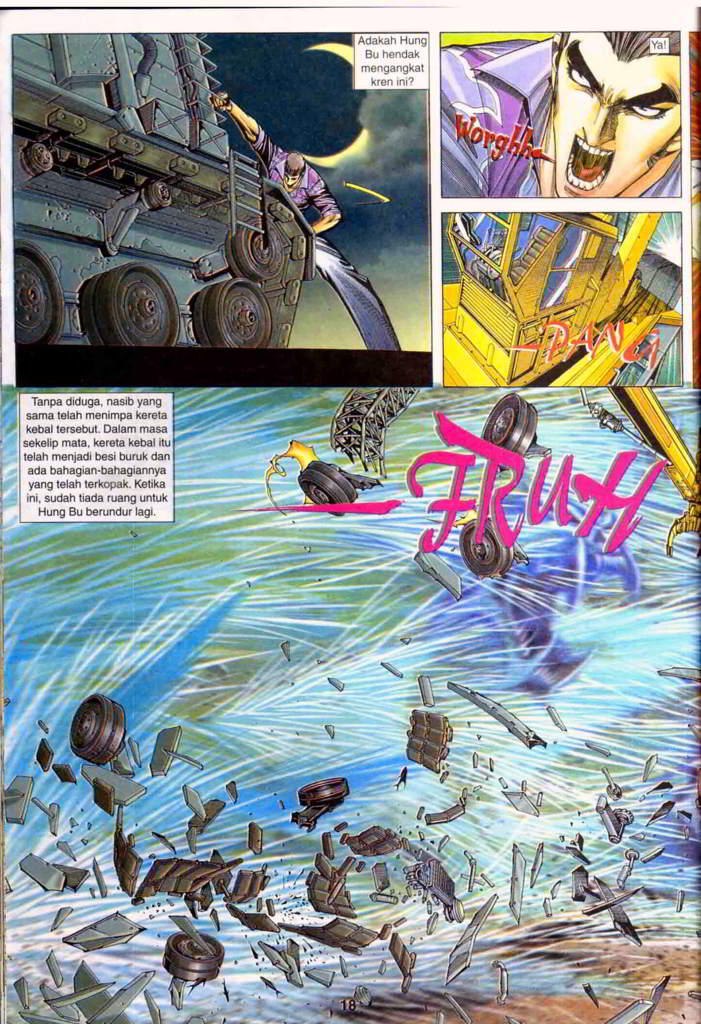 Adakah Hung
Bu hendak
mengangkat
kren ini?
Ya!
Worghh
DANG
Tanpa diduga, nasib yang
sama telah menimpa kereta
kebal tersebut. Dalam masa
sekelip mata, kereta kebal itu
telah menjadi besi buruk dan
ada bahagian-bahagiannya
yang telah terkopak. Ketika
ini, sudah tiada ruang untuk
Hung Bu berundur lagi.
FRUH
18